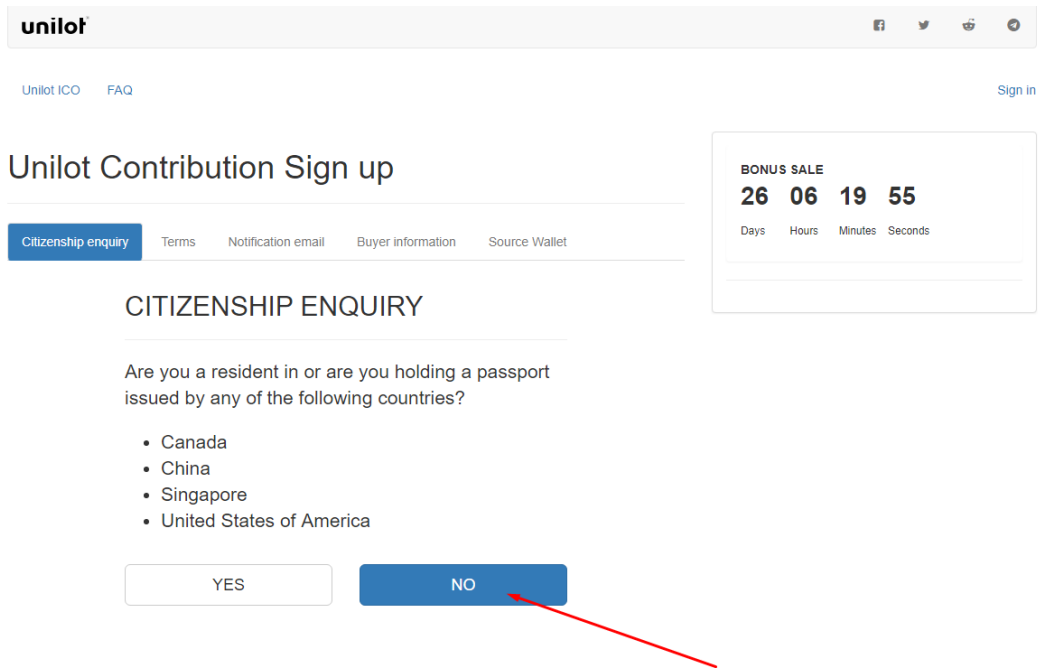 unilot
Unilot ICO FAQ Sign in
Unilot Contribution Sign up
Citizenship enquiry Terms Notification email Buyer information Source Wallet
CITIZENSHIP ENQUIRY
Are you a resident in or are you holding a passport
issued by any of the following countries?
• Canada
• China
• Singapore
• United States of America
YES NO
BONUS SALE
26 06 19 55
Days Hours Minutes Seconds